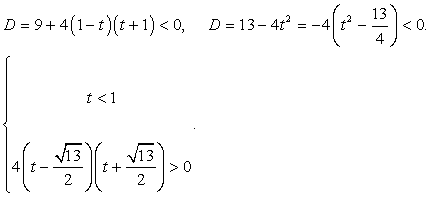 D = 9 + 4(1 − t)(t + 1) < 0, D = 13 − 4t² = −4(t² − 13/4) < 0.
{ t < 1
4(t − √13/2)(t + √13/2) > 0 .